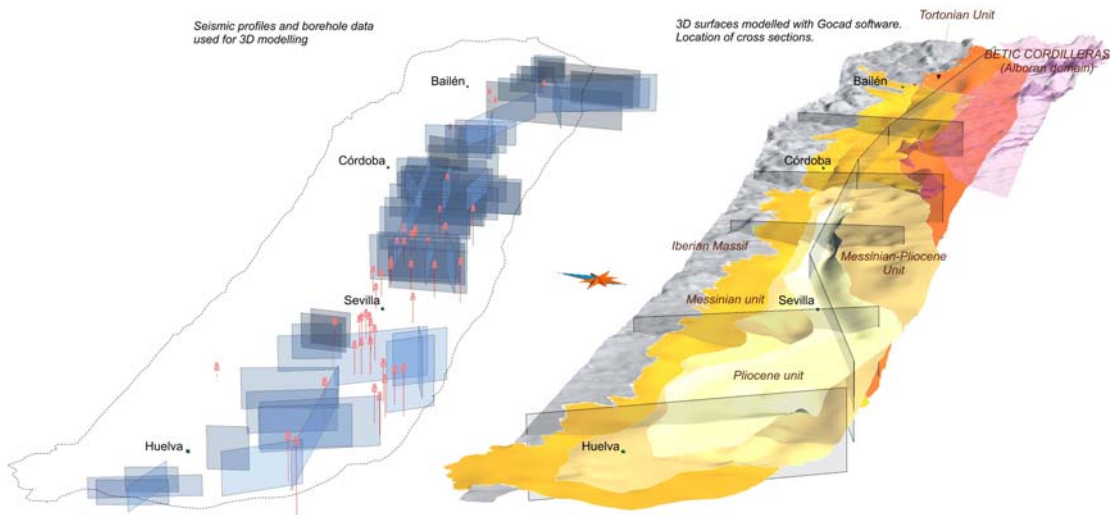 Seismic profiles and borehole data
used for 3D modelling
Bailén
Córdoba
Sevilla
Huelva
3D surfaces modelled with Gocad software.
Location of cross sections.
Tortonian Unit
BETIC CORDILLERAS
(Alboran domain)
Bailén
Córdoba
Iberian Massif
Messinian-Pliocene
Unit
Messinian unit
Sevilla
Pliocene unit
Huelva